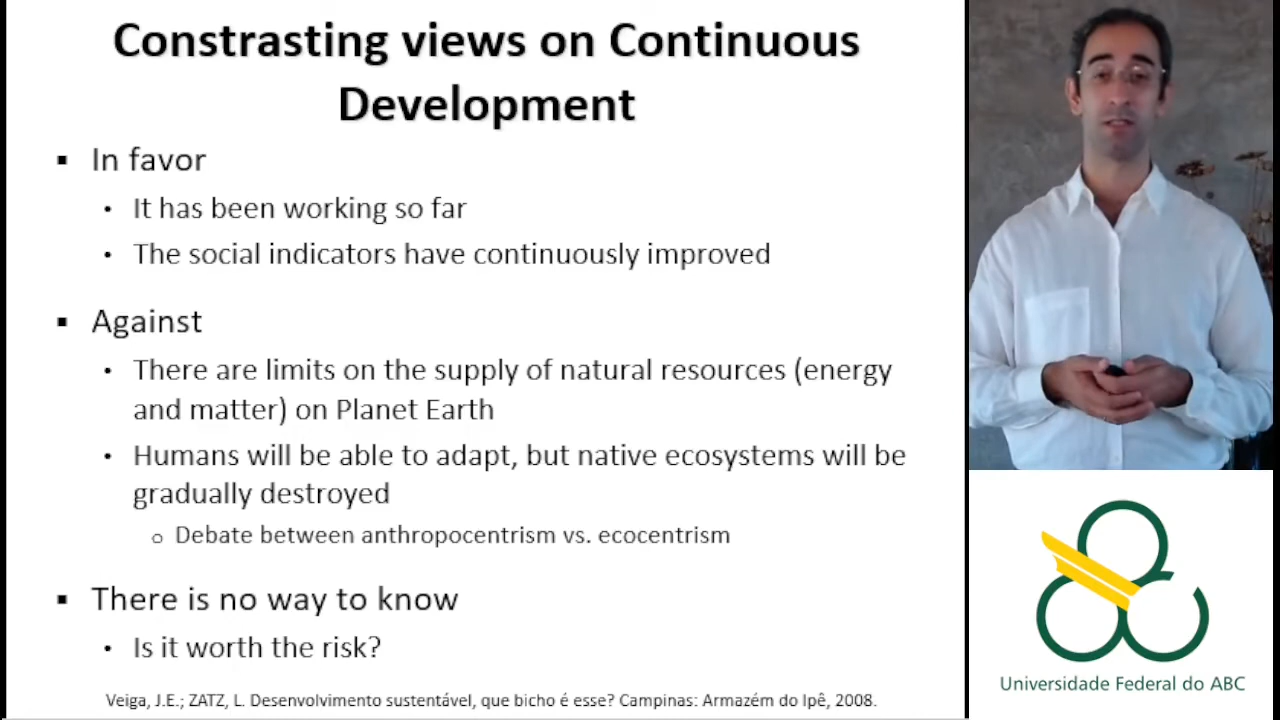 Constrasting views on Continuous
Development
▪ In favor
• It has been working so far
• The social indicators have continuously improved
▪ Against
• There are limits on the supply of natural resources (energy
and matter) on Planet Earth
• Humans will be able to adapt, but native ecosystems will be
gradually destroyed
o Debate between anthropocentrism vs. ecocentrism
▪ There is no way to know
• Is it worth the risk?
Veiga, J.E.; ZATZ, L. Desenvolvimento sustentável, que bicho é esse? Campinas: Armazém do Ipê, 2008.
Universidade Federal do ABC